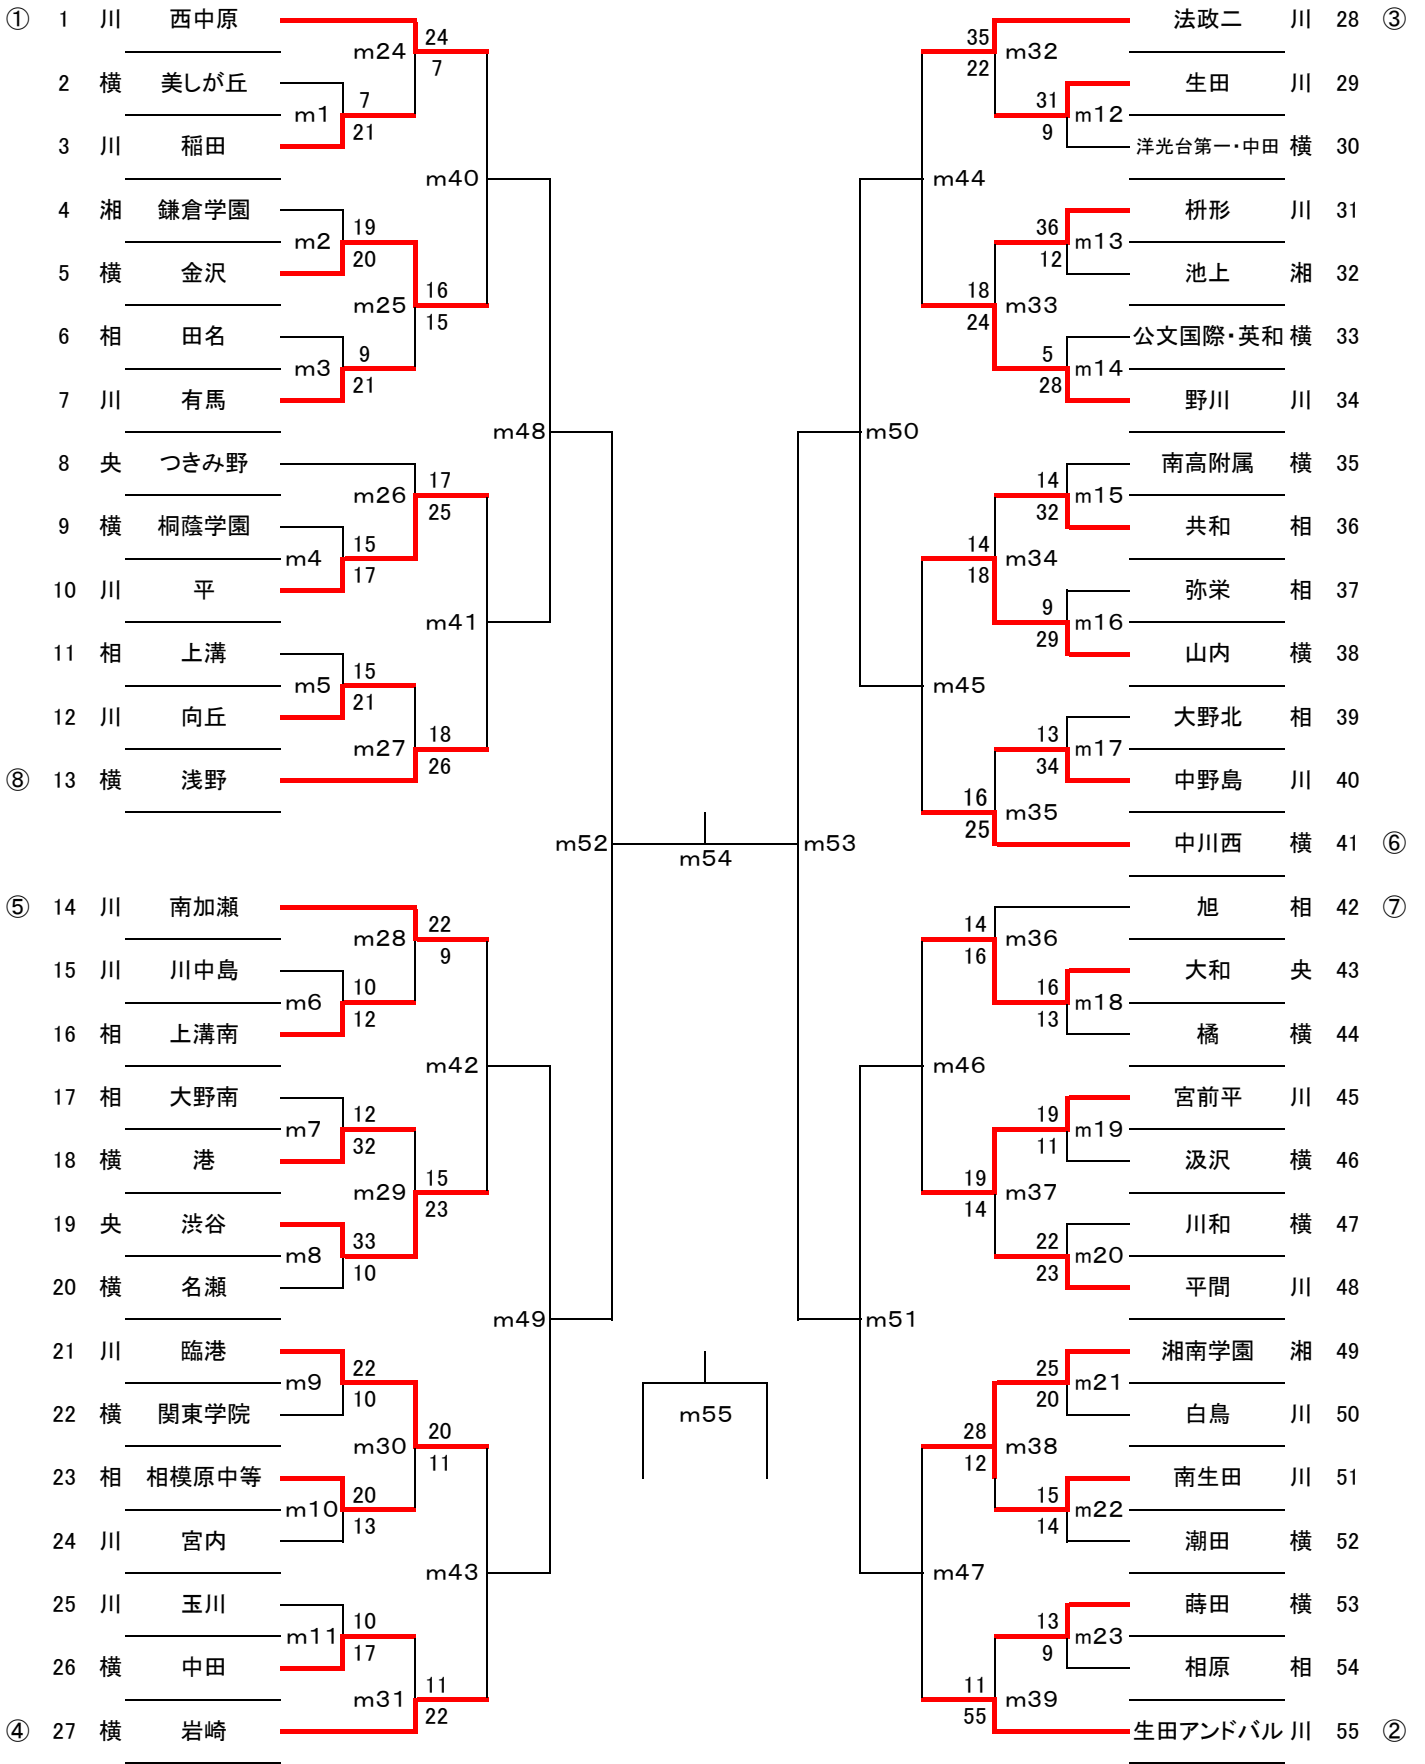 ① 1 川 西中原 24 35 法政二 川 28 ③
m24 m32
7 22
2 横 美しが丘 7 31 生田 川 29
m1 m12
3 川 稲田 21 9 洋光台第一・中田 横 30
m40 m44
4 湘 鎌倉学園 19 36 枡形 川 31
m2 m13
5 横 金沢 20 12 池上 湘 32
16 18
m25 m33
15 24
6 相 田名 9 5 公文国際・英和 横 33
m3 m14
7 川 有馬 21 28 野川 川 34
m48 m50
8 央 つきみ野 17 14 南高附属 横 35
m26 m15
25 32
9 横 桐蔭学園 15 14 共和 相 36
m4 m34
10 川 平 17 18 弥栄 相 37
m41 9 m16
29
11 相 上溝 15 山内 横 38
m5 m45
12 川 向丘 21 13 大野北 相 39
18 m17
m27 34
26
⑧ 13 横 浅野 16 中野島 川 40
m35
25
m52 m54 m53 中川西 横 41 ⑥
⑤ 14 川 南加瀬 22 14 旭 相 42 ⑦
m28 m36
9 16
15 川 川中島 10 16 大和 央 43
m6 m18
16 相 上溝南 12 13 橘 横 44
m42 m46
17 相 大野南 12 19 宮前平 川 45
m7 m19
18 横 港 32 11 汲沢 横 46
15 19
m29 m37
23 14
19 央 渋谷 33 22 川和 横 47
m8 m20
20 横 名瀬 10 23 平間 川 48
m49 m51
21 川 臨港 22 25 湘南学園 湘 49
m9 m21
22 横 関東学院 10 m55 20 白鳥 川 50
20 28
m30 m38
11 12
23 相 相模原中等 20 15 南生田 川 51
m10 m22
24 川 宮内 13 14 潮田 横 52
m43 m47
25 川 玉川 10 13 蒔田 横 53
m11 m23
26 横 中田 17 9 相原 相 54
11 11
m31 m39
22 55
④ 27 横 岩崎 生田アンドバル 川 55 ②